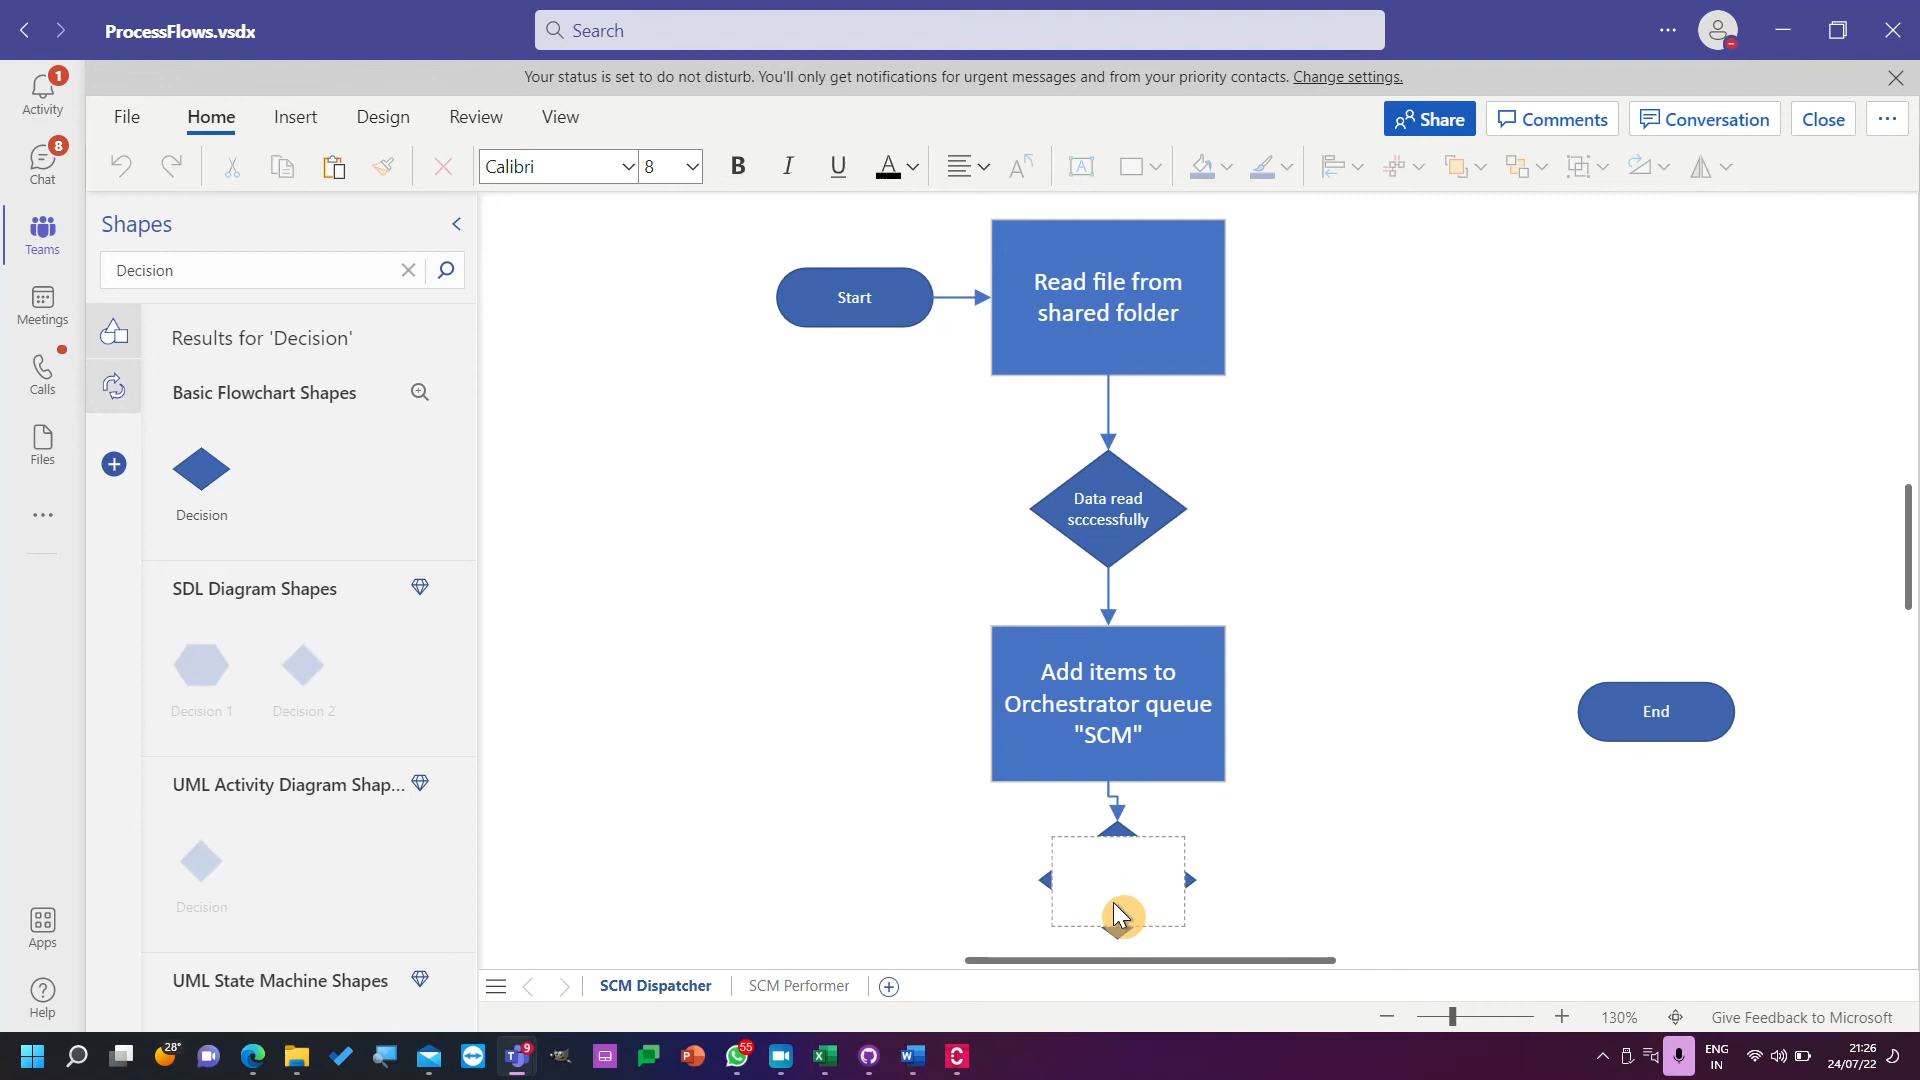 ProcessFlows.vsdx
Search
Your status is set to do not disturb. You'll only get notifications for urgent messages and from your priority contacts. Change settings.
1
Activity
8
Chat
Teams
Meetings
Calls
Files
Apps
Help
File
Home
Insert
Design
Review
View
Share
Comments
Conversation
Close
Calibri
8
B
I
U
A
A
Shapes
Decision
Results for 'Decision'
Basic Flowchart Shapes
Decision
SDL Diagram Shapes
Decision 1
Decision 2
UML Activity Diagram Shap...
Decision
UML State Machine Shapes
Start
Read file from
shared folder
Data read
scccessfully
Add items to
Orchestrator queue
"SCM"
End
SCM Dispatcher
SCM Performer
130%
Give Feedback to Microsoft
28°
9
55
ENG
IN
21:26
24/07/22